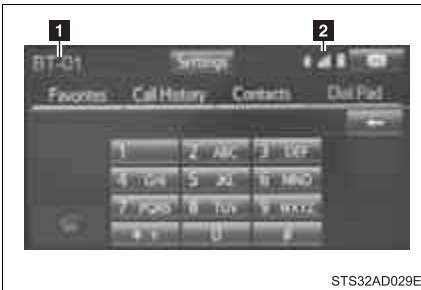 1 2
BT-01 Settings
Favorites Call History Contacts Dial Pad
1 2 ABC 3 DEF
4 GHI 5 JKL 6 MNO
7 PQRS 8 TUV 9 WXYZ
* + 0 #
STS32AD029E